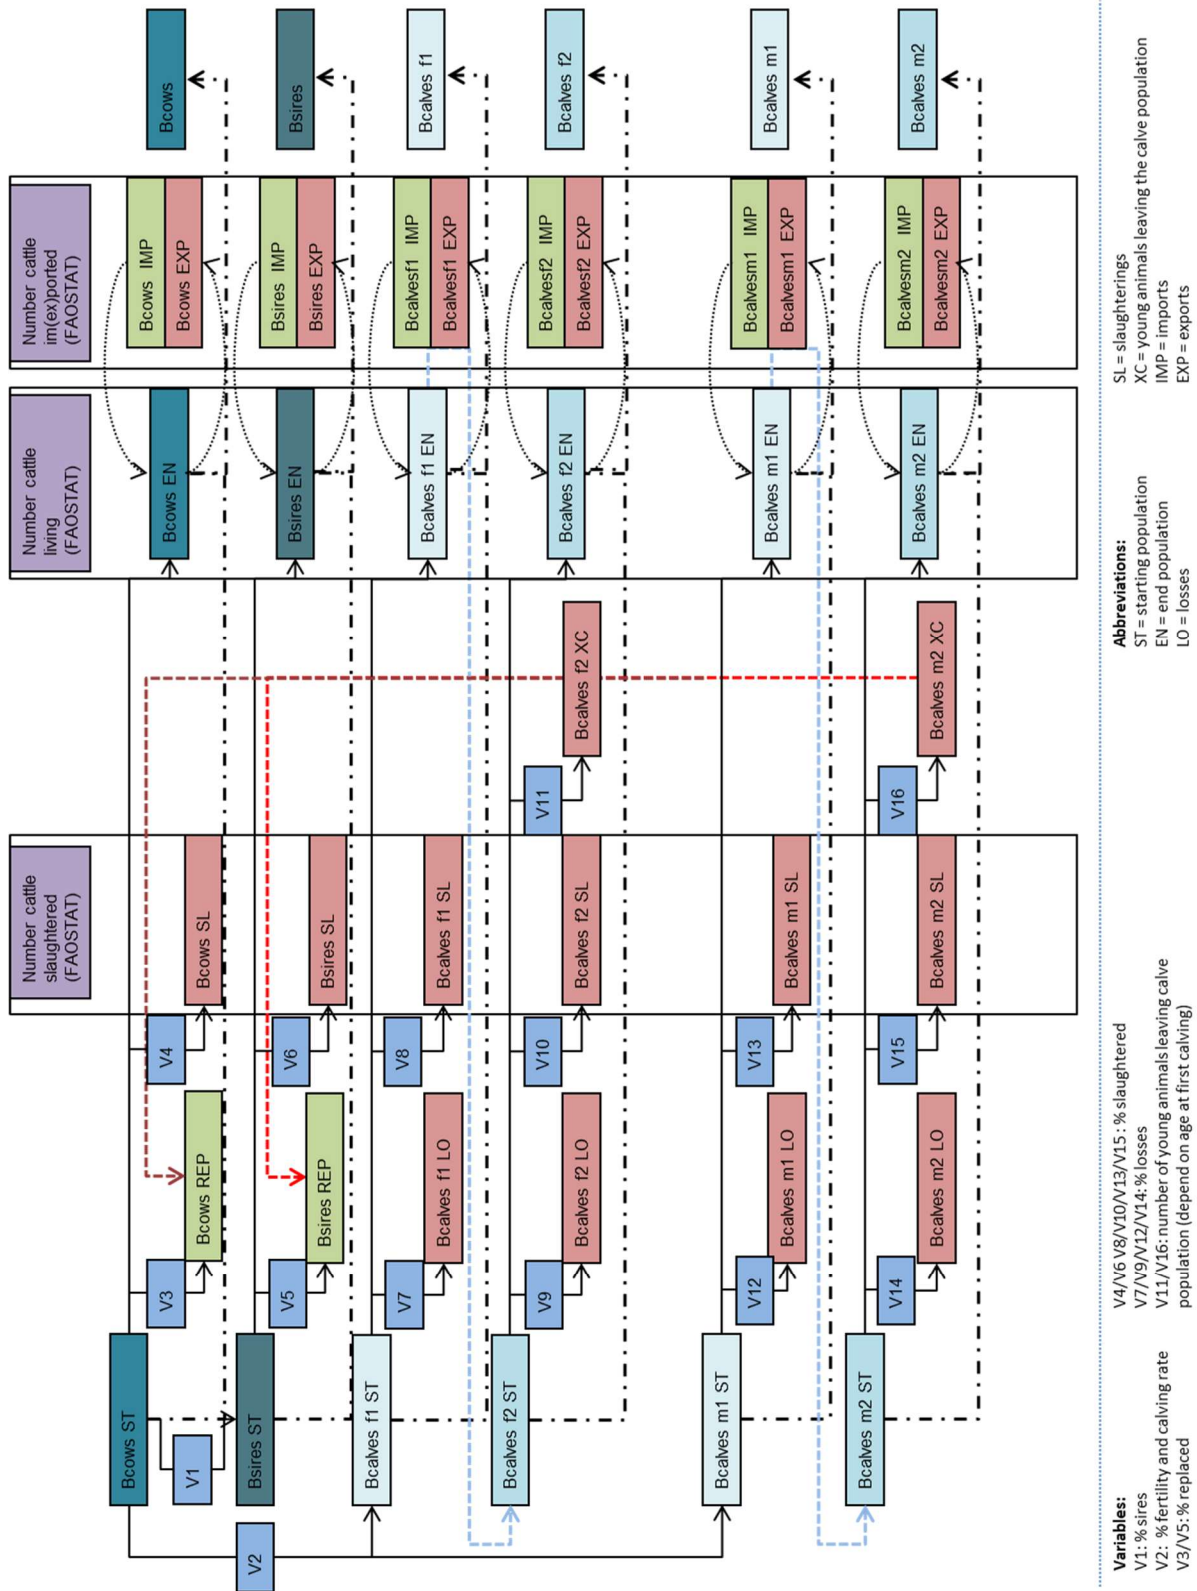 Number cattle
slaughtered
(FAOSTAT)
Number cattle
living
(FAOSTAT)
Number cattle
im(ex)ported
(FAOSTAT)
Bcows ST
V1
V2
V3
Bcows REP
V4
Bcows SL
Bcows EN
Bcows IMP
Bcows EXP
Bcows
Bsires ST
V5
Bsires REP
V6
Bsires SL
Bsires EN
Bsires IMP
Bsires EXP
Bsires
Bcalves f1 ST
V7
Bcalves f1 LO
V8
Bcalves f1 SL
Bcalves f1 EN
Bcalvesf1 IMP
Bcalvesf1 EXP
Bcalves f1
Bcalves f2 ST
V9
Bcalves f2 LO
V10
Bcalves f2 SL
V11
Bcalves f2 XC
Bcalves f2 EN
Bcalvesf2 IMP
Bcalvesf2 EXP
Bcalves f2
Bcalves m1 ST
V12
Bcalves m1 LO
V13
Bcalves m1 SL
Bcalves m1 EN
Bcalvesm1 IMP
Bcalvesm1 EXP
Bcalves m1
Bcalves m2 ST
V14
Bcalves m2 LO
V15
Bcalves m2 SL
V16
Bcalves m2 XC
Bcalves m2 EN
Bcalvesm2 IMP
Bcalvesm2 EXP
Bcalves m2
Variables:
V1: % sires
V2: % fertility and calving rate
V3/V5: % replaced
V4/V6 V8/V10/V13/V15: % slaughtered
V7/V9/V12/V14: % losses
V11/V16: number of young animals leaving calve
population (depend on age at first calving)
Abbreviations:
ST = starting population
EN = end population
LO = losses
SL = slaughterings
XC = young animals leaving the calve population
IMP = imports
EXP = exports